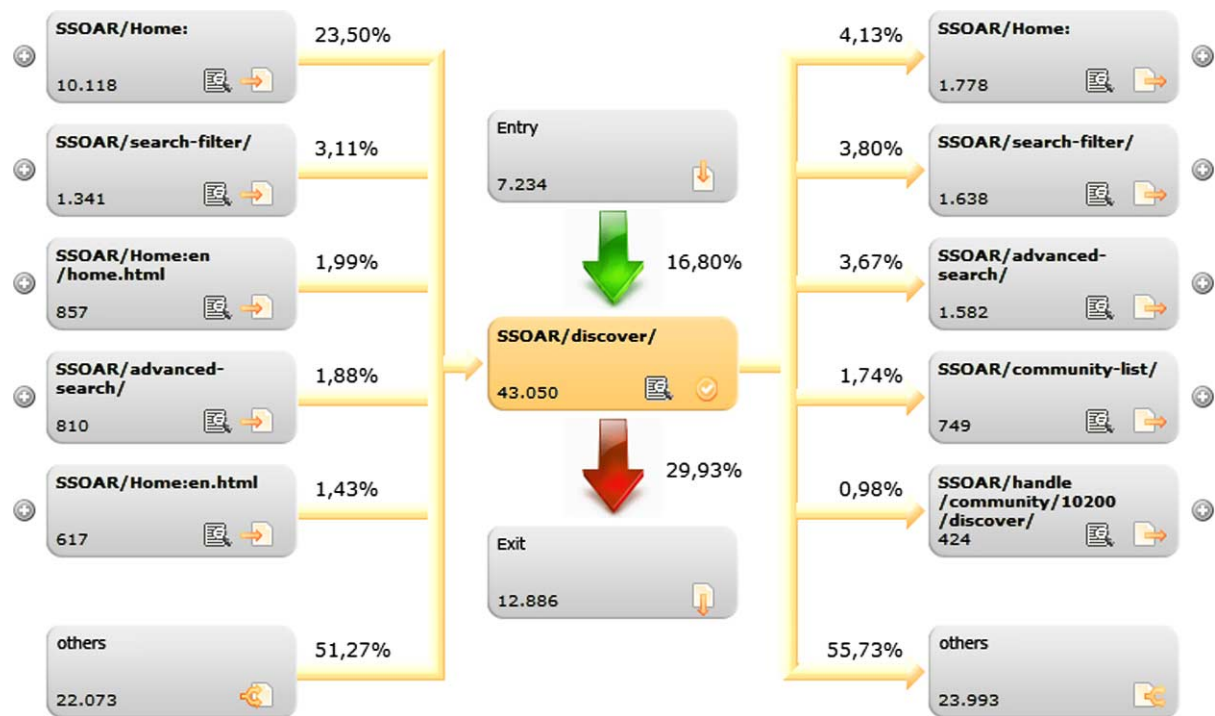 SSOAR/Home:
10.118
23,50%
SSOAR/search-filter/
1.341
3,11%
SSOAR/Home:en
/home.html
857
1,99%
SSOAR/advanced-
search/
810
1,88%
SSOAR/Home:en.html
617
1,43%
others
22.073
51,27%
Entry
7.234
16,80%
SSOAR/discover/
43.050
29,93%
Exit
12.886
4,13%
SSOAR/Home:
1.778
3,80%
SSOAR/search-filter/
1.638
3,67%
SSOAR/advanced-
search/
1.582
1,74%
SSOAR/community-list/
749
0,98%
SSOAR/handle
/community/10200
/discover/
424
55,73%
others
23.993